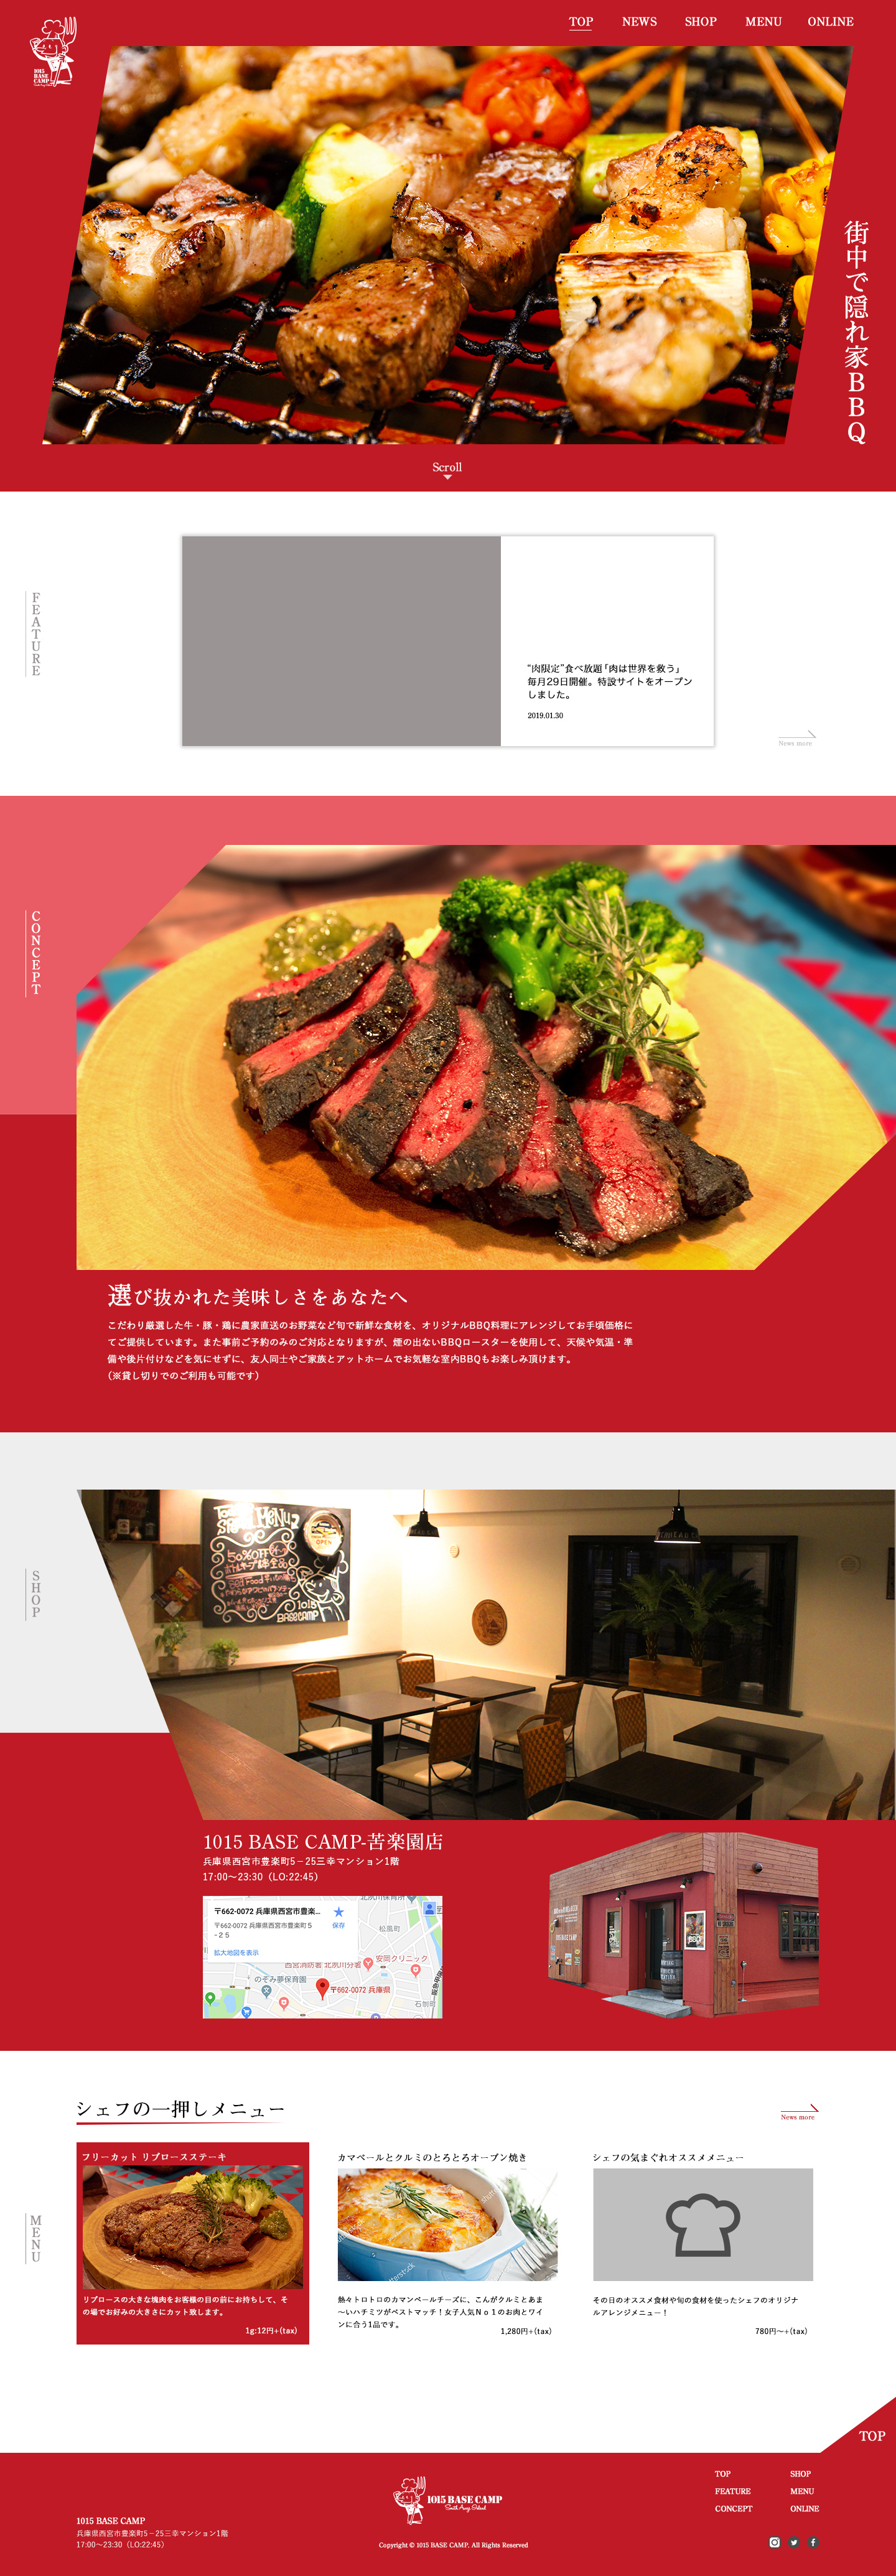 TOP NEWS SHOP MENU ONLINE
1015
BASE
CAMP
街中で隠れ家BBQ
Scroll
FEATURE
“肉限定”食べ放題「肉は世界を救う」
毎月29日開催。特設サイトをオープン
しました。
2019.01.30
News more
CONCEPT
選び抜かれた美味しさをあなたへ
こだわり厳選した牛・豚・鶏に農家直送のお野菜など旬で新鮮な食材を、オリジナルBBQ料理にアレンジしてお手頃価格に
てご提供しています。また事前ご予約のみのご対応となりますが、煙の出ないBBQロースターを使用して、天候や気温・準
備や後片付けなどを気にせずに、友人同士やご家族とアットホームでお気軽な室内BBQもお楽しみ頂けます。
（※貸し切りでのご利用も可能です）
SHOP
OPEN
50%OFF
1015
BASECAMP
1015 BASE CAMP-苦楽園店
兵庫県西宮市豊楽町5－25三幸マンション1階
17:00〜23:30（LO:22:45）
〒662-0072 兵庫県西宮市豊楽...
〒662-0072 兵庫県西宮市豊楽町５
−２５
保存
拡大地図を表示
松風町
安岡クリニック
西宮消防署 北夙川分署
のぞみ夢保育園
〒662-0072 兵庫県
石刎町
シェフの一押しメニュー
News more
MENU
フリーカット リブロースステーキ
リブロースの大きな塊肉をお客様の目の前にお持ちして、そ
の場でお好みの大きさにカット致します。
1g:12円+(tax)
カマベールとクルミのとろとろオーブン焼き
shutterstock
熱々トロトロのカマンベールチーズに、こんがクルミとあま
〜いハチミツがベストマッチ！女子人気Ｎｏ１のお肉とワイ
ンに合う1品です。
1,280円+(tax)
シェフの気まぐれオススメメニュー
その日のオススメ食材や旬の食材を使ったシェフのオリジナ
ルアレンジメニュー！
780円〜+(tax)
TOP
1015 BASE CAMP
兵庫県西宮市豊楽町5－25三幸マンション1階
17:00〜23:30（LO:22:45）
1015 BASE CAMP
Copyright © 1015 BASE CAMP. All Rights Reserved
TOP SHOP
FEATURE MENU
CONCEPT ONLINE